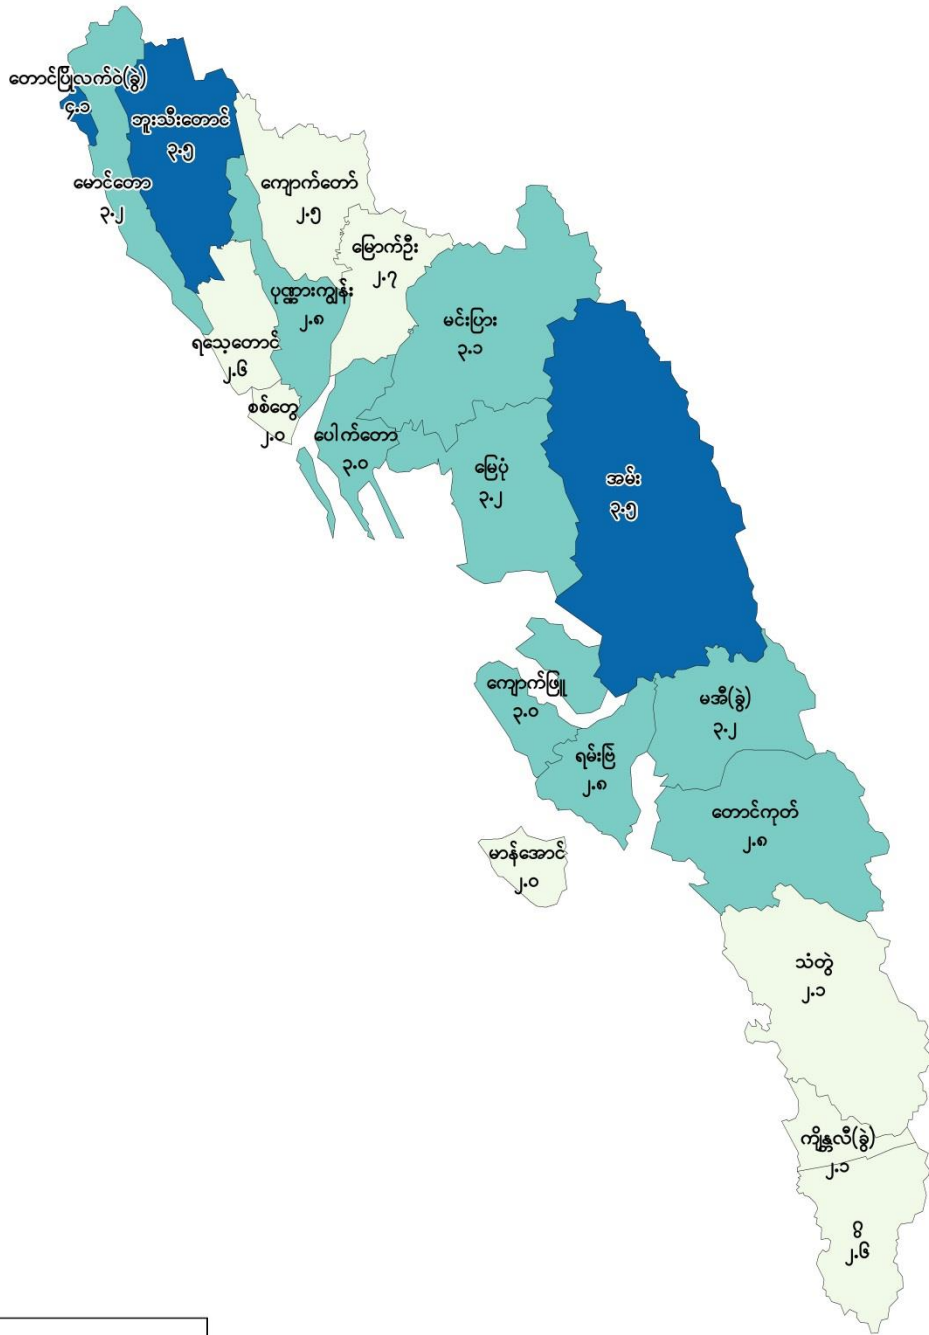 တောင်ပြိုလက်ဝဲ(ခွဲ)
၄.၁
ဘူးသီးတောင်
၃.၅
မောင်တော
၃.၂
ကျောက်တော်
၂.၅
မြောက်ဦး
၂.၇
ပုဏ္ဏားကျွန်း
၂.၈
မင်းပြား
၃.၁
ရသေ့တောင်
၂.၆
စစ်တွေ
၂.၀
ပေါက်တော
၃.၀
မြေပုံ
၃.၂
အမ်း
၃.၅
ကျောက်ဖြူ
၃.၀
မအီ(ခွဲ)
၃.၂
ရမ်းဗြဲ
၂.၈
တောင်ကုတ်
၂.၈
မာန်အောင်
၂.၀
သံတွဲ
၂.၁
ကျိန္တလီ(ခွဲ)
၂.၁
ဂွ
၂.၆